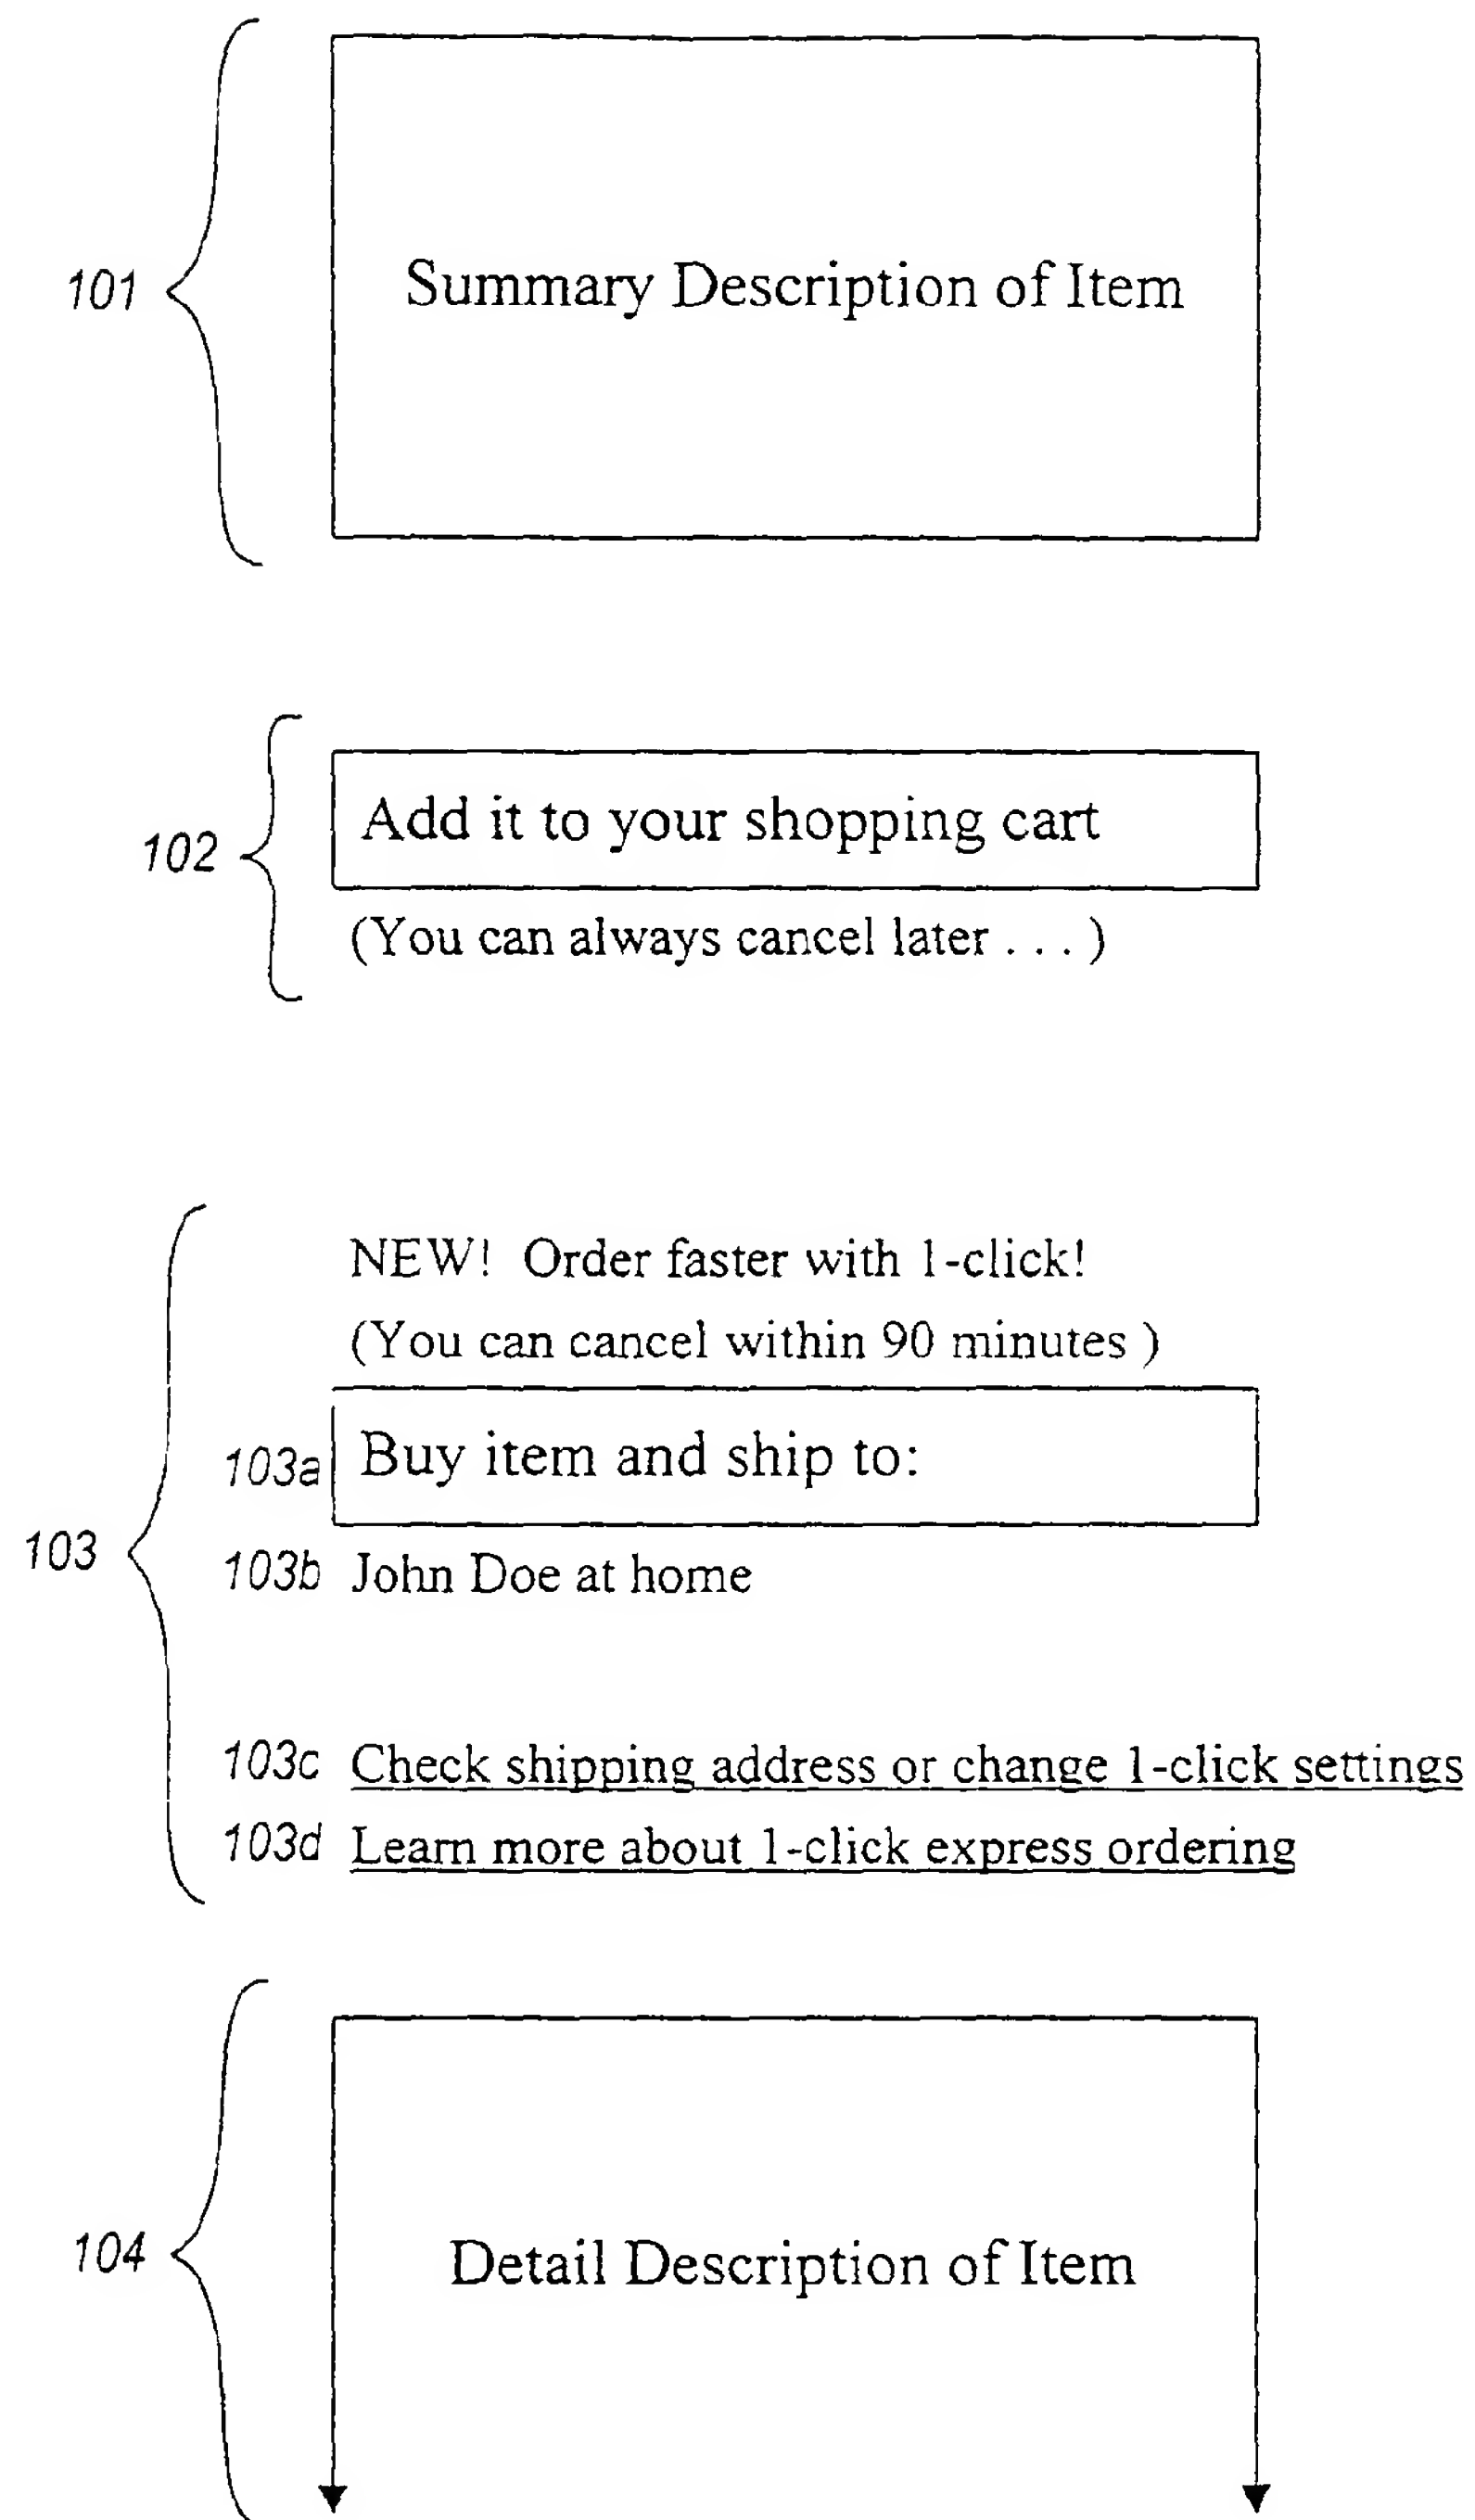 101
Summary Description of Item
102
Add it to your shopping cart
(You can always cancel later . . . )
NEW! Order faster with 1-click!
(You can cancel within 90 minutes )
103a Buy item and ship to:
103
103b John Doe at home
103c Check shipping address or change 1-click settings
103d Learn more about 1-click express ordering
104
Detail Description of Item